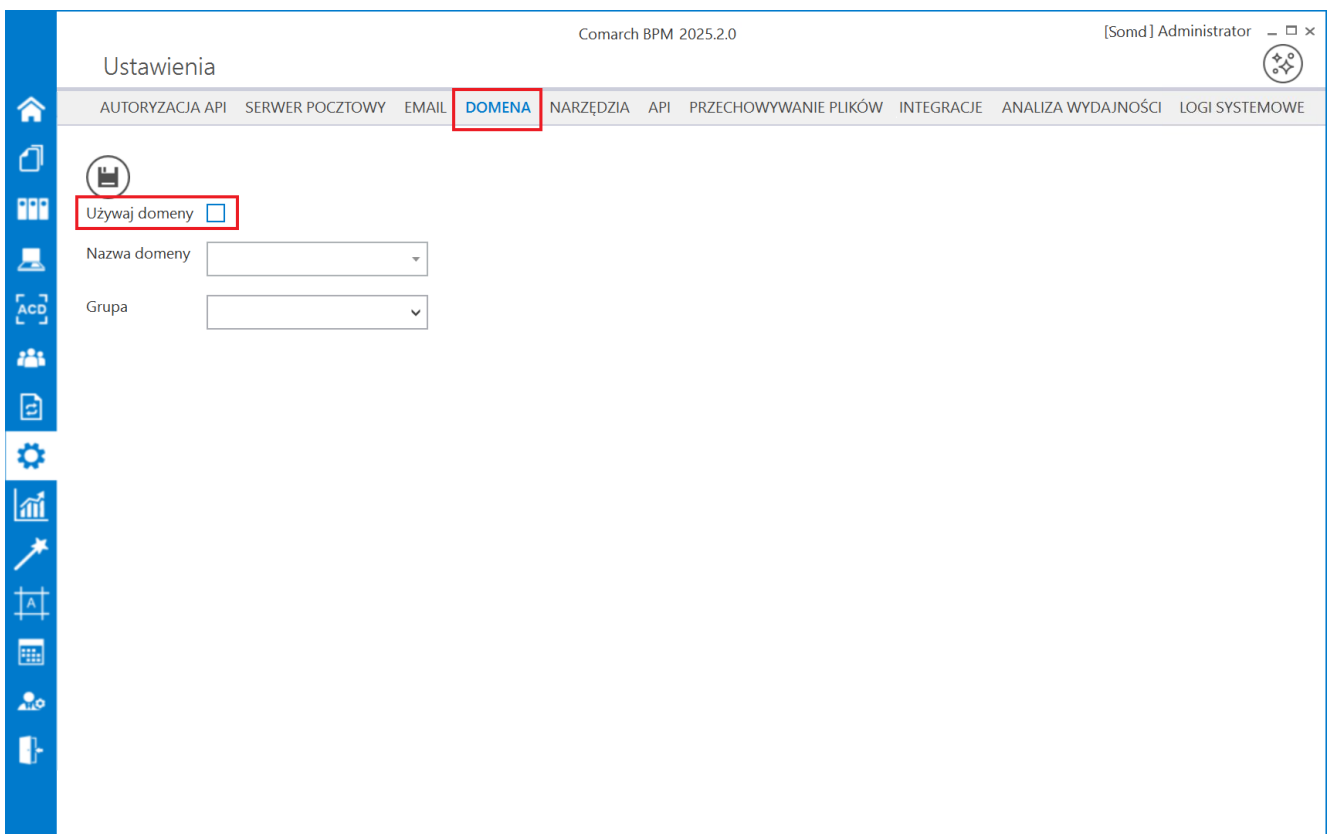 Comarch BPM 2025.2.0
[Somd] Administrator
Ustawienia
AUTORYZACJA API SERWER POCZTOWY EMAIL DOMENA NARZĘDZIA API PRZECHOWYWANIE PLIKÓW INTEGRACJE ANALIZA WYDAJNOŚCI LOGI SYSTEMOWE
Używaj domeny
Nazwa domeny
ACD
Grupa
A